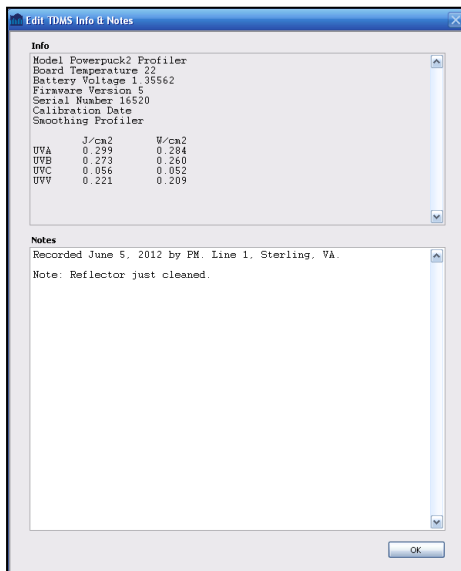 Edit TDMS Info & Notes
Info
Model Powerpuck2 Profiler
Board Temperature 22
Battery Voltage 1.35562
Firmware Version 5
Serial Number 16520
Calibration Date
Smoothing Profiler
J/cm2 W/cm2
UVA 0.299 0.284
UVB 0.273 0.260
UVC 0.056 0.052
UVV 0.221 0.209
Notes
Recorded June 5, 2012 by PM. Line 1, Sterling, VA.
Note: Reflector just cleaned.
OK